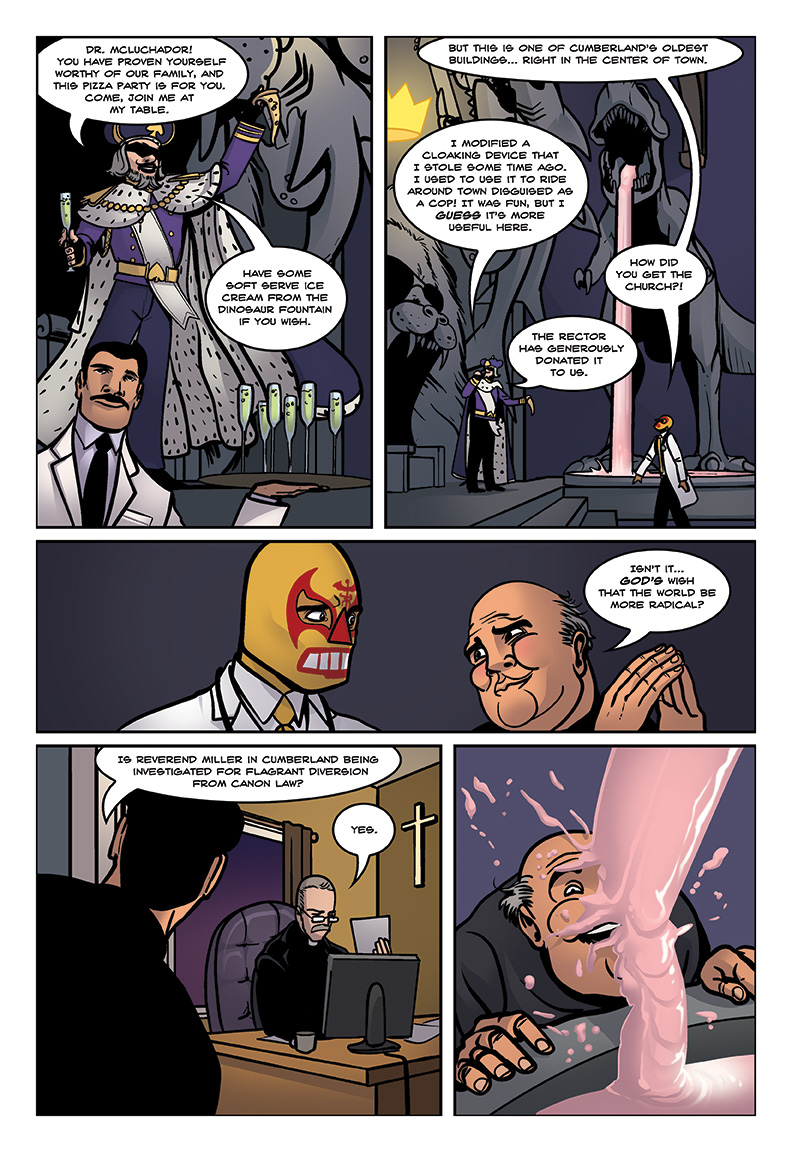 DR. MCLUCHADOR!
YOU HAVE PROVEN YOURSELF
WORTHY OF OUR FAMILY, AND
THIS PIZZA PARTY IS FOR YOU.
COME, JOIN ME AT
MY TABLE.
HAVE SOME
SOFT SERVE ICE
CREAM FROM THE
DINOSAUR FOUNTAIN
IF YOU WISH.
BUT THIS IS ONE OF CUMBERLAND'S OLDEST
BUILDINGS... RIGHT IN THE CENTER OF TOWN.
HOW DID
YOU GET THE
CHURCH?!
I MODIFIED A
CLOAKING DEVICE THAT
I STOLE SOME TIME AGO.
I USED TO USE IT TO RIDE
AROUND TOWN DISGUISED AS
A COP! IT WAS FUN, BUT I
GUESS IT'S MORE
USEFUL HERE.
THE RECTOR
HAS GENEROUSLY
DONATED IT
TO US.
ISN'T IT...
GOD'S WISH
THAT THE WORLD BE
MORE RADICAL?
IS REVEREND MILLER IN CUMBERLAND BEING
INVESTIGATED FOR FLAGRANT DIVERSION
FROM CANON LAW?
YES.